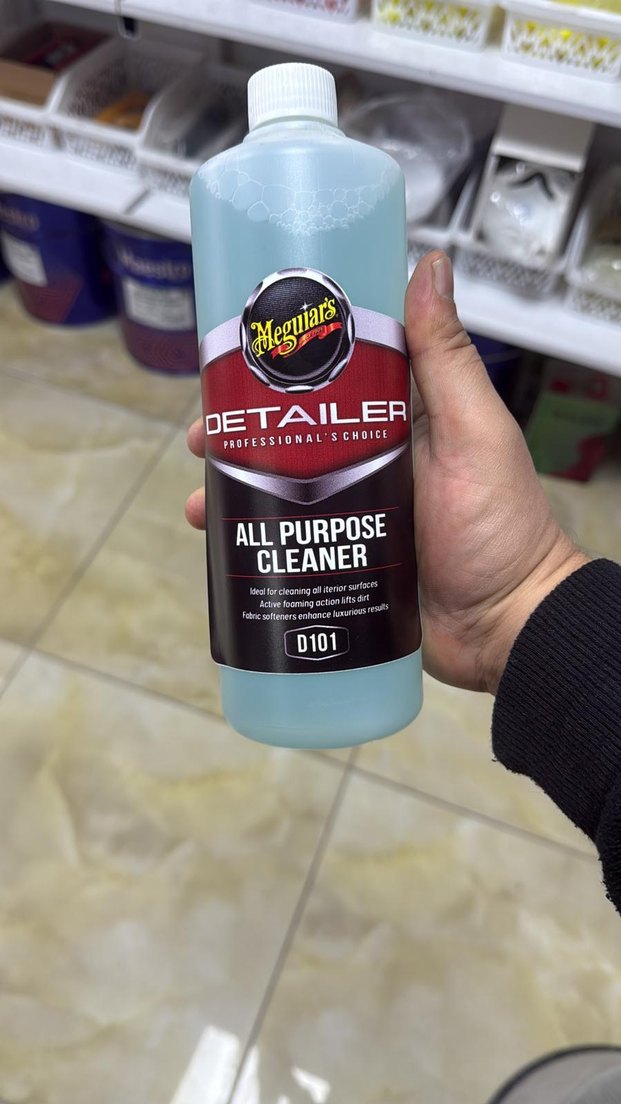 Meguiar's
DETAILER
PROFESSIONAL'S CHOICE
ALL PURPOSE
CLEANER
Ideal for cleaning all iterior surfaces
Active foaming action lifts dirt
Fabric softeners enhance luxurious results
D101